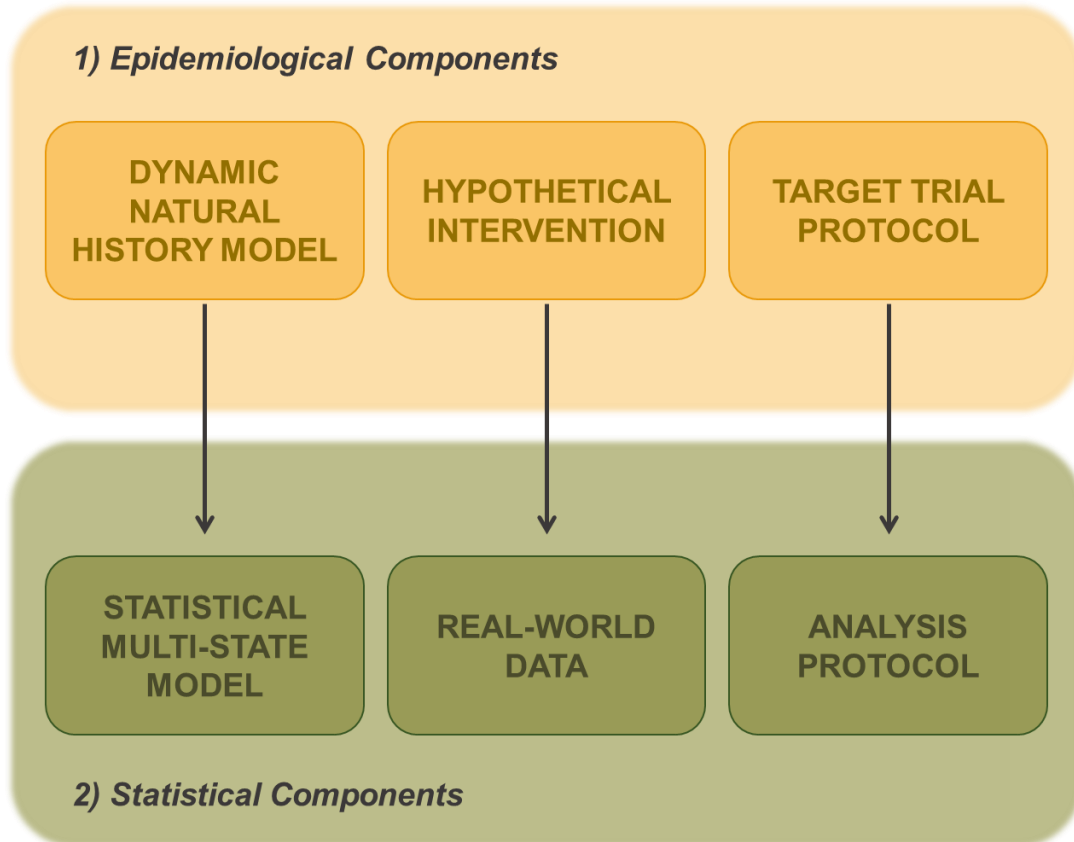 1) Epidemiological Components
DYNAMIC
NATURAL
HISTORY MODEL
HYPOTHETICAL
INTERVENTION
TARGET TRIAL
PROTOCOL
STATISTICAL
MULTI-STATE
MODEL
REAL-WORLD
DATA
ANALYSIS
PROTOCOL
2) Statistical Components